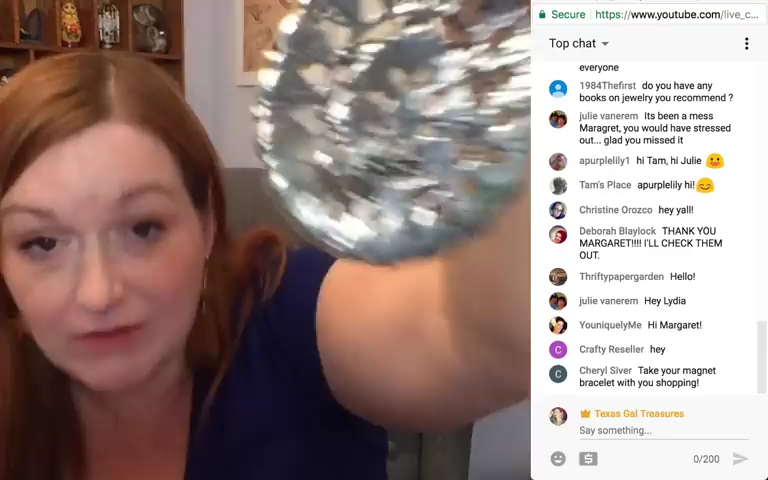 Secure https://www.youtube.com/live_c...
Top chat
everyone
1984Thefirst do you have any
books on jewelry you recommend ?
julie vanerem Its been a mess
Maragret, you would have stressed
out... glad you missed it
apurplelily1 hi Tam, hi Julie
Tam's Place apurplelily hi!
Christine Orozco hey yall!
Deborah Blaylock THANK YOU
MARGARET!!!! I'LL CHECK THEM
OUT.
Thriftypapergarden Hello!
julie vanerem Hey Lydia
YouniquelyMe Hi Margaret!
C Crafty Reseller hey
C Cheryl Siver Take your magnet
bracelet with you shopping!
Texas Gal Treasures
Say something...
0/200